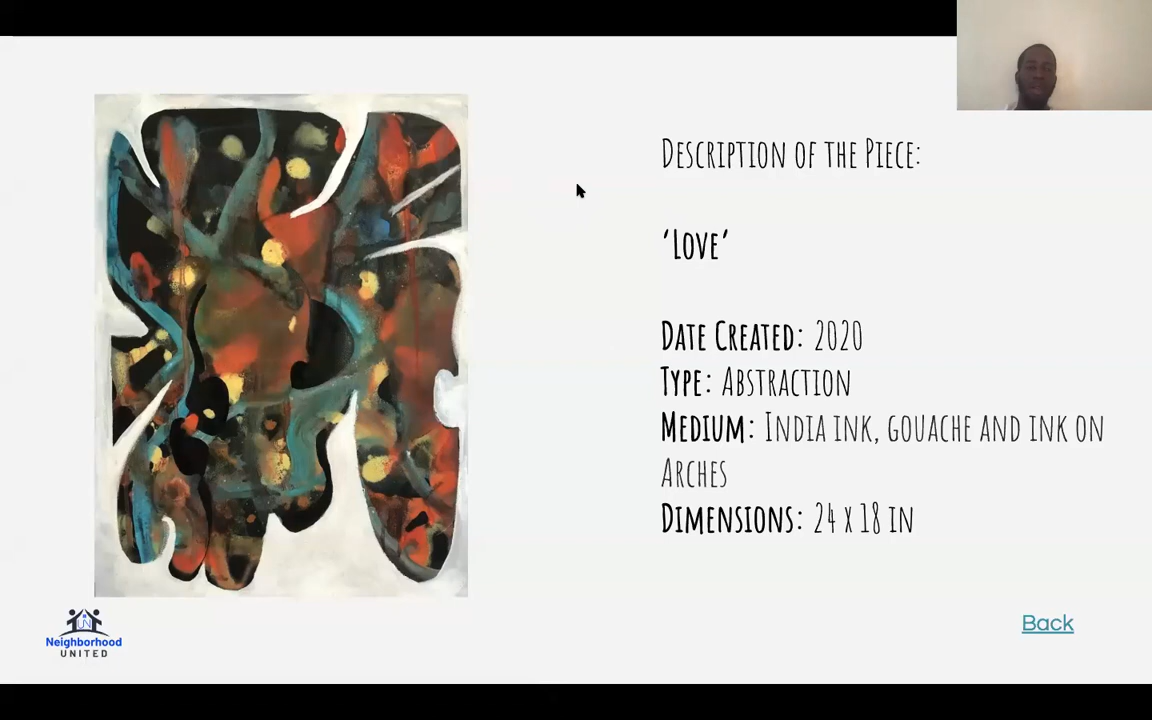 Description of the Piece:
‘Love’
Date Created: 2020
Type: Abstraction
Medium: India ink, gouache and ink on
Arches
Dimensions: 24 x 18 in
Back
UN
Neighborhood
UNITED